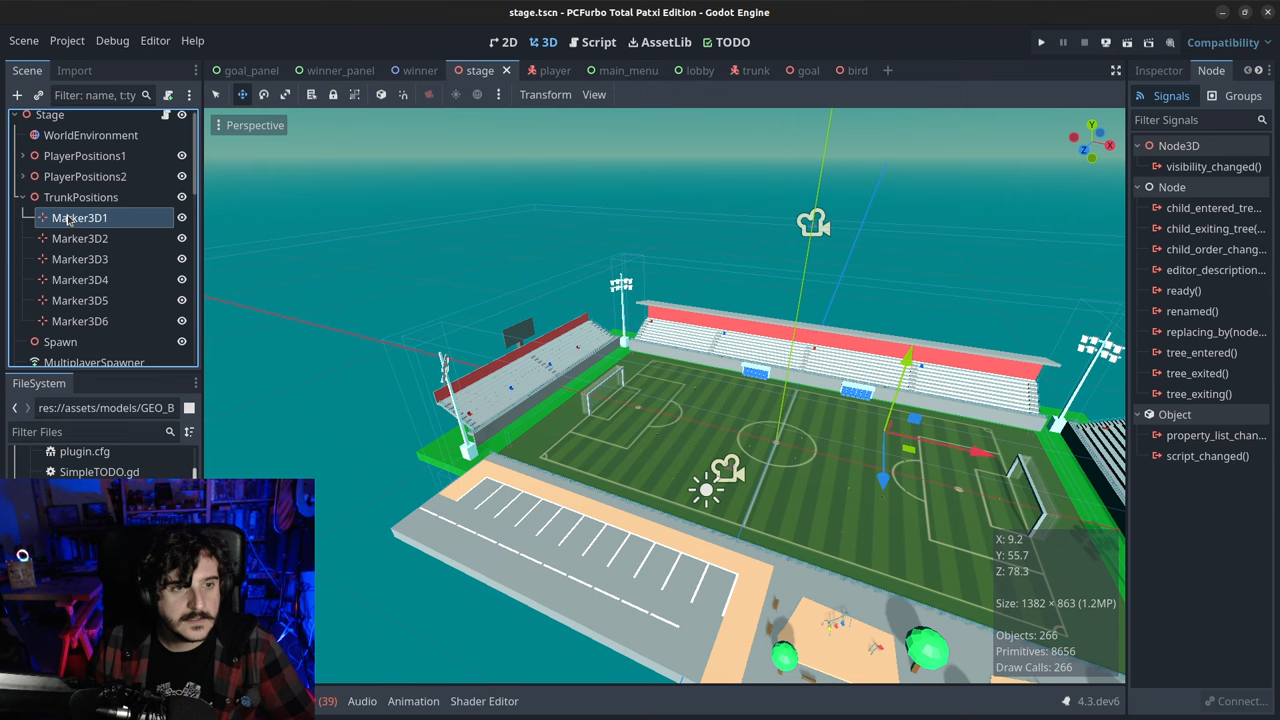 stage.tscn - PCFurbo Total Patxi Edition - Godot Engine
Scene Project Debug Editor Help
2D 3D Script AssetLib TODO
Compatibility
Scene Import
goal_panel winner_panel winner stage player main_menu lobby trunk goal bird
Inspector Node
Filter: name, t:ty
Transform View
Signals Groups
Stage
WorldEnvironment
PlayerPositions1
PlayerPositions2
TrunkPositions
Marker3D1
Marker3D2
Marker3D3
Marker3D4
Marker3D5
Marker3D6
Spawn
MultiplayerSpawner
Perspective
Y
X
Z
Filter Signals
Node3D
visibility_changed()
Node
child_entered_tre...
child_exiting_tree(...
child_order_chang...
editor_description...
ready()
renamed()
replacing_by(node...
tree_entered()
tree_exited()
tree_exiting()
Object
property_list_chan...
script_changed()
FileSystem
res://assets/models/GEO_B
Filter Files
plugin.cfg
SimpleTODO.gd
X: 9.2
Y: 55.7
Z: 78.3
Size: 1382 × 863 (1.2MP)
Objects: 266
Primitives: 8656
Draw Calls: 266
(39) Audio Animation Shader Editor
4.3.dev6
Connect...